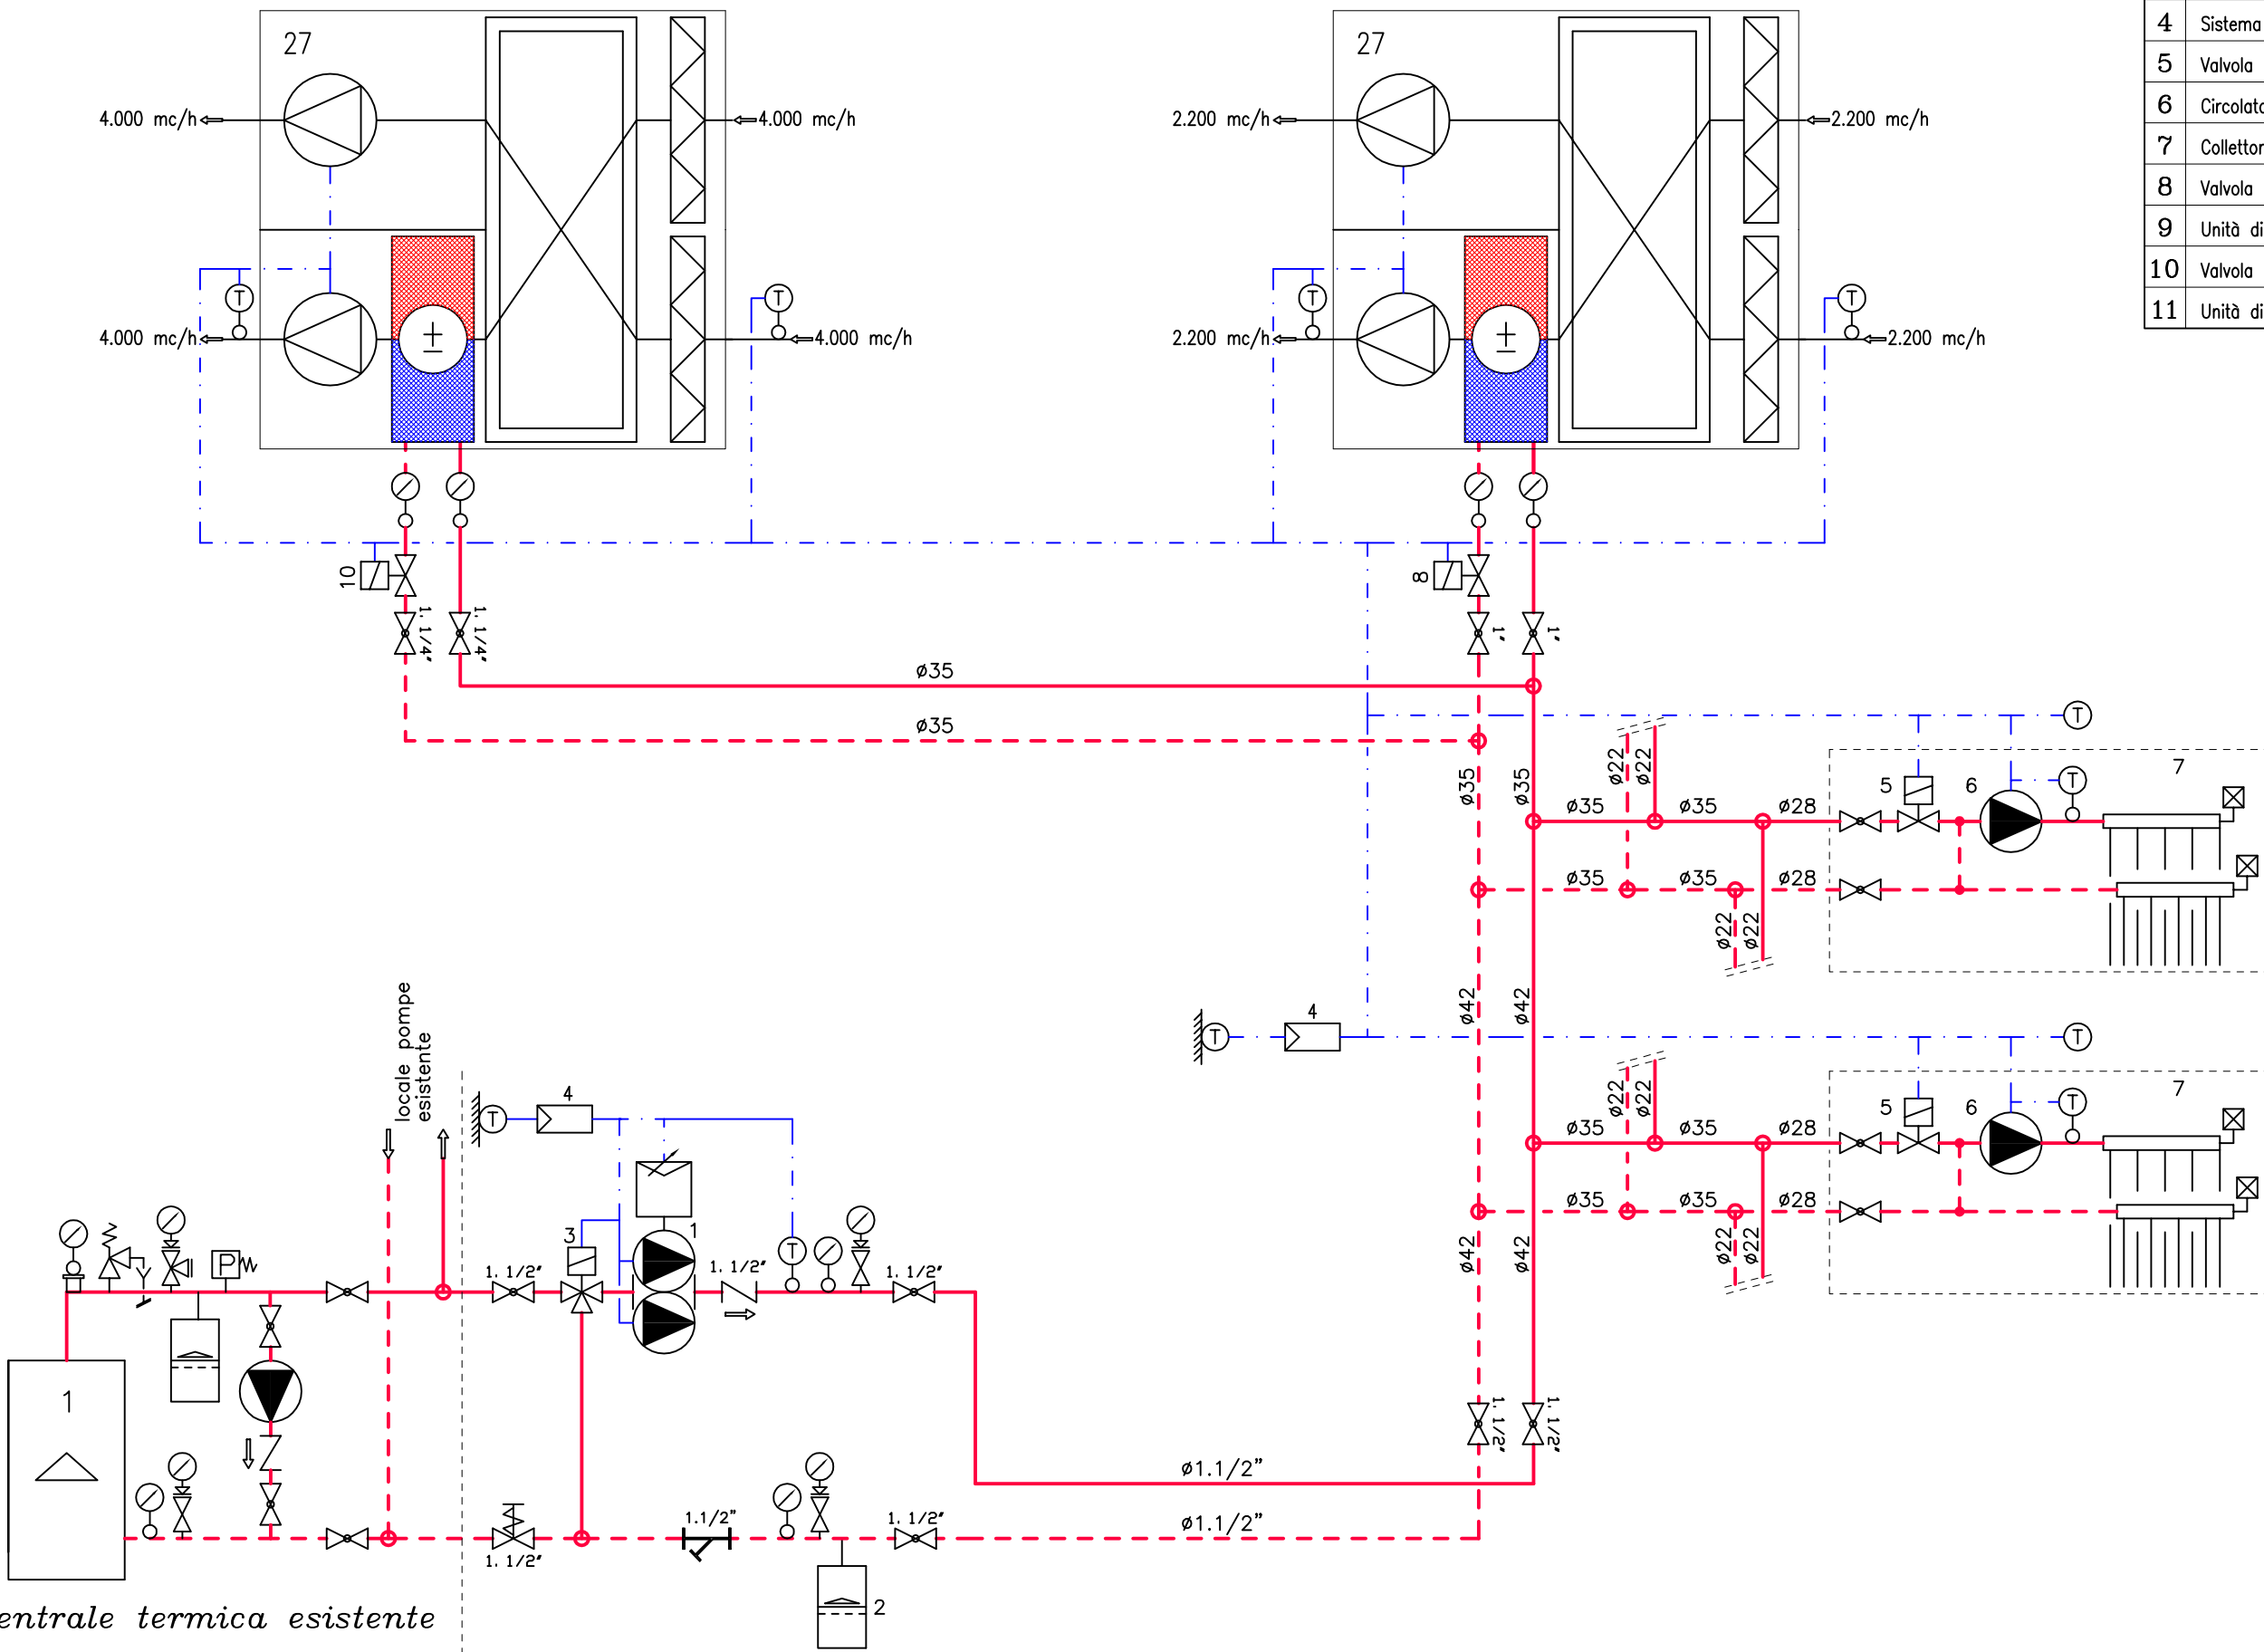 27
4.000 mc/h
4.000 mc/h
T
4.000 mc/h
±
T
4.000 mc/h
27
2.200 mc/h
2.200 mc/h
T
2.200 mc/h
±
T
2.200 mc/h
4 Sistema
5 Valvola
6
7
8 Valvola
9 Unità di
10 Valvola
11 Unità di
10
1. 1/4"
1. 1/4"
8
1"
1"
ø35
ø35
ø35
ø35
T
ø22
ø22
ø35
ø35
ø28
5
6
T
7
ø35
ø35
ø28
ø22
ø22
ø42
ø42
T
4
T
ø22
ø22
ø35
ø35
ø28
5
6
T
7
ø35
ø35
ø28
ø22
ø22
ø42
ø42
locale pompe
esistente
T
4
P
1. 1/2"
3
1
1. 1/2"
T
1. 1/2"
1
1. 1/2"
1. 1/2"
ø1.1/2"
1. 1/2"
1.1/2"
1. 1/2"
ø1.1/2"
2
termica esistente